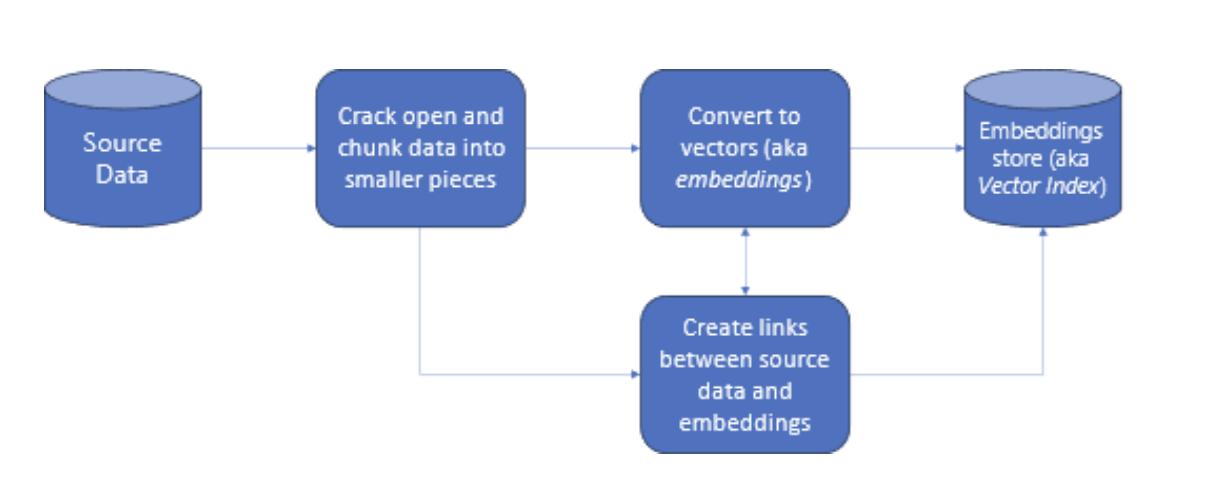 Source
Data
Crack open and
chunk data into
smaller pieces
Convert to
vectors (aka
embeddings)
Embeddings
store (aka
Vector Index)
Create links
between source
data and
embeddings